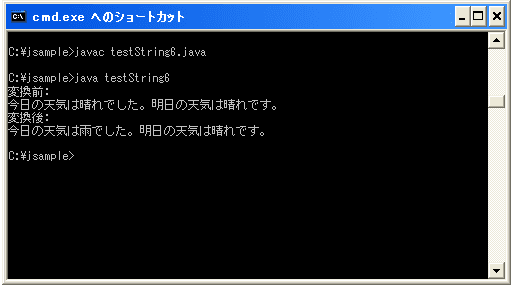 cmd.exe へのショートカット
C:¥jsample>javac testString6.java
C:¥jsample>java testString6
変換前:
今日の天気は晴れでした。明日の天気は晴れです。
変換後:
今日の天気は雨でした。明日の天気は晴れです。
C:¥jsample>